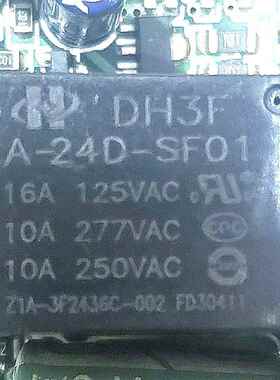 DH3F
A-24D-SF01
16A 125VAC
10A 277VAC
10A 250VAC
Z1A-3F2436C-002 FD30411